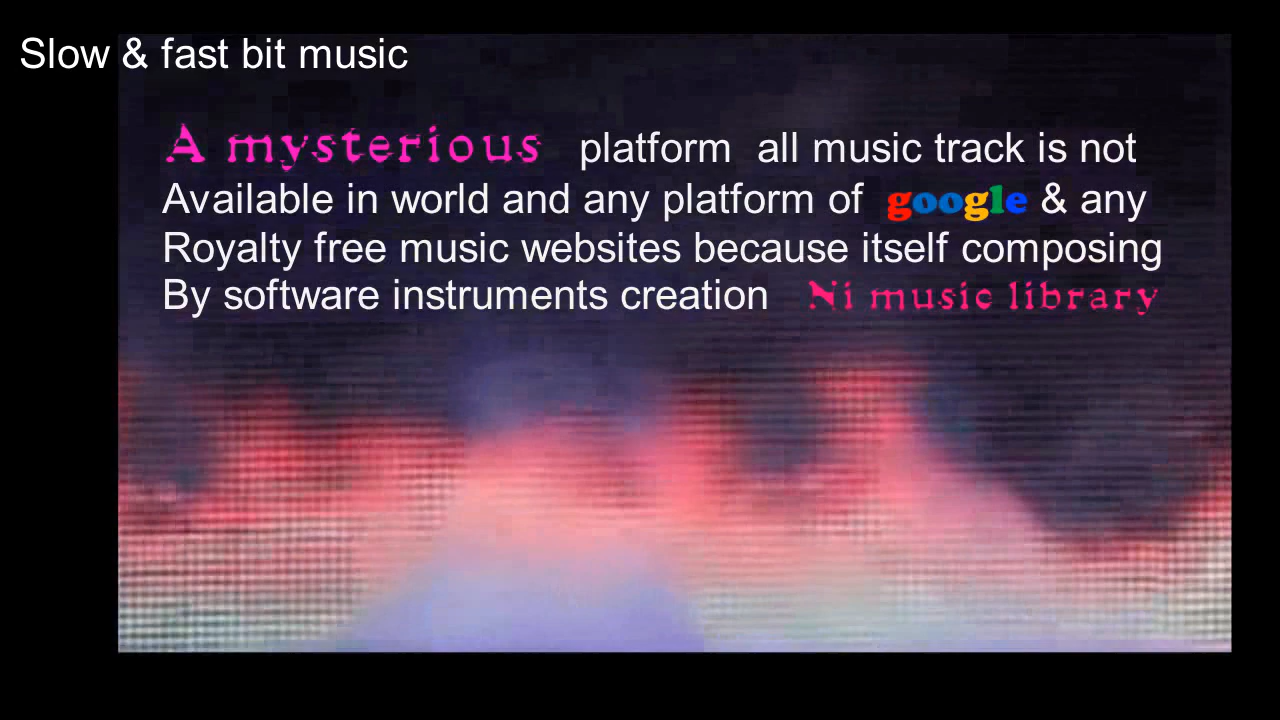 Slow & fast bit music
A mysterious platform all music track is not
Available in world and any platform of google & any
Royalty free music websites because itself composing
By software instruments creation Ni music library